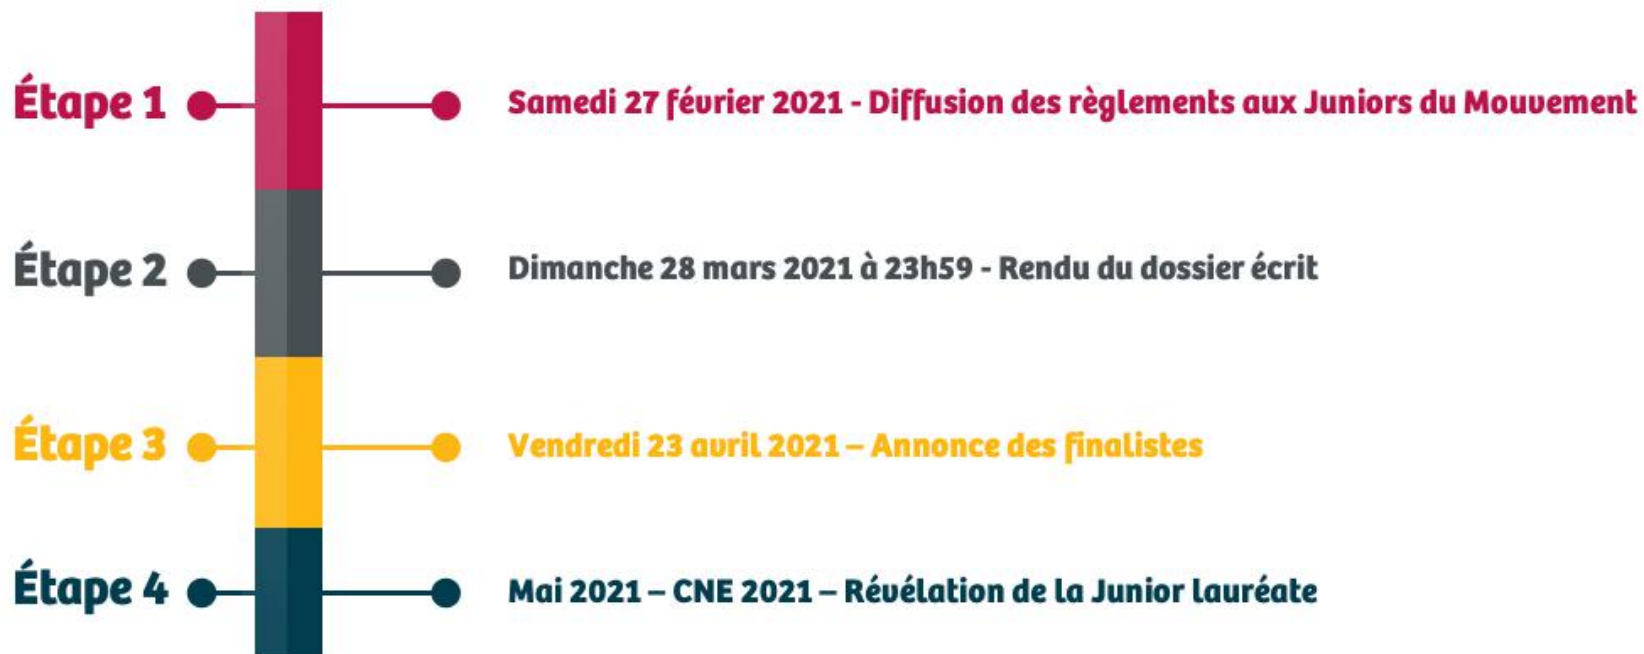 Étape 1
Samedi 27 février 2021 - Diffusion des règlements aux Juniors du Mouvement
Étape 2
Dimanche 28 mars 2021 à 23h59 - Rendu du dossier écrit
Étape 3
Vendredi 23 avril 2021 – Annonce des finalistes
Étape 4
Mai 2021 – CNE 2021 – Révélation de la Junior lauréate